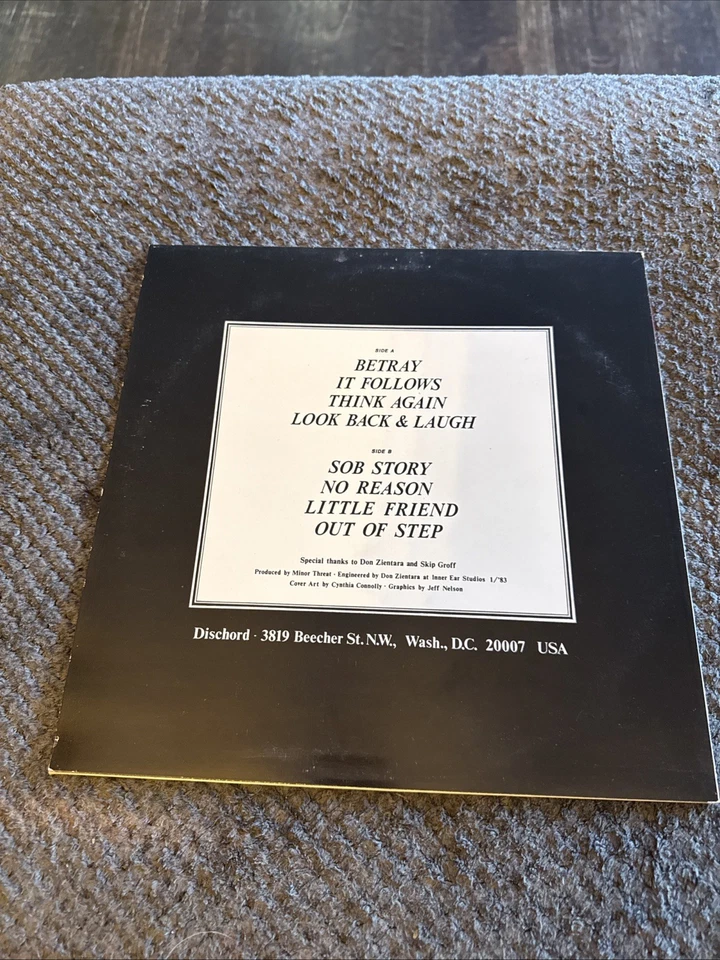 SIDE A
BETRAY
IT FOLLOWS
THINK AGAIN
LOOK BACK & LAUGH
SIDE B
SOB STORY
NO REASON
LITTLE FRIEND
OUT OF STEP
Special thanks to Don Zientara and Skip Groff
Produced by Minor Threat · Engineered by Don Zientara at Inner Ear Studios 1/'83
Cover Art by Cynthia Connolly · Graphics by Jeff Nelson
Dischord · 3819 Beecher St. N.W., Wash., D.C. 20007 USA